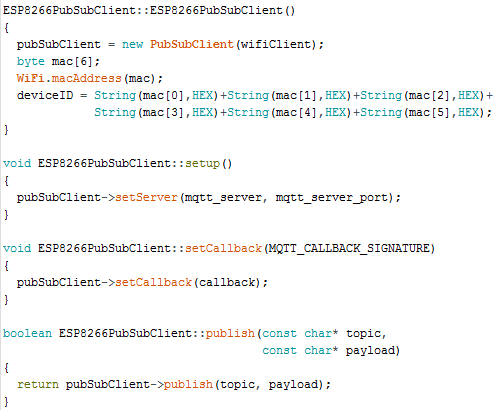 ESP8266PubSubClient::ESP8266PubSubClient()
{
  pubSubClient = new PubSubClient(wifiClient);
  byte mac[6];
  WiFi.macAddress(mac);
  deviceID = String(mac[0],HEX)+String(mac[1],HEX)+String(mac[2],HEX)+
             String(mac[3],HEX)+String(mac[4],HEX)+String(mac[5],HEX);
}

void ESP8266PubSubClient::setup()
{
  pubSubClient->setServer(mqtt_server, mqtt_server_port);
}

void ESP8266PubSubClient::setCallback(MQTT_CALLBACK_SIGNATURE)
{
  pubSubClient->setCallback(callback);
}

boolean ESP8266PubSubClient::publish(const char* topic,
                                     const char* payload)
{
  return pubSubClient->publish(topic, payload);
}